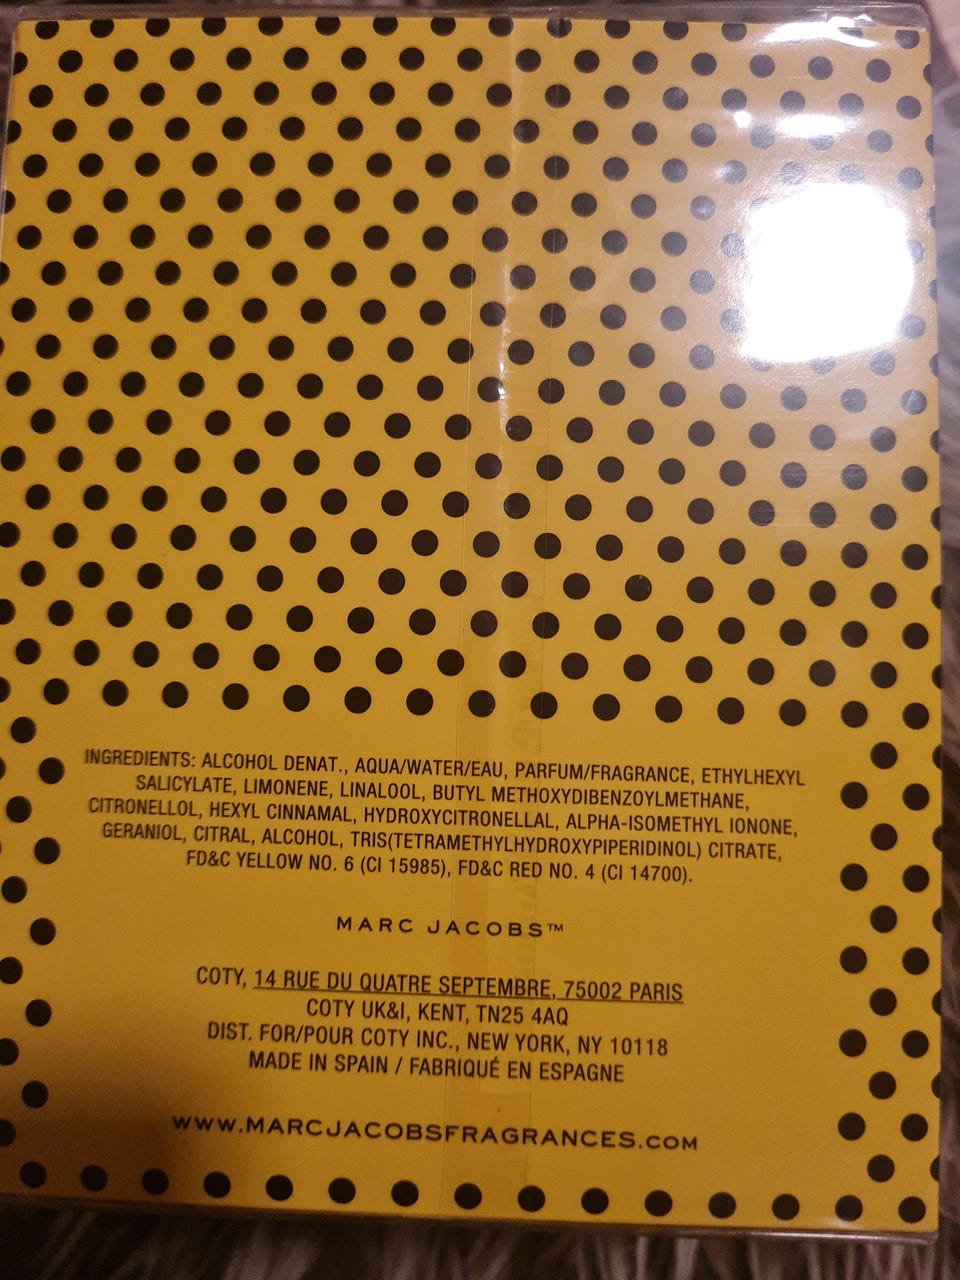 INGREDIENTS: ALCOHOL DENAT., AQUA/WATER/EAU, PARFUM/FRAGRANCE, ETHYLHEXYL
SALICYLATE, LIMONENE, LINALOOL, BUTYL METHOXYDIBENZOYLMETHANE,
CITRONELLOL, HEXYL CINNAMAL, HYDROXYCITRONELLAL, ALPHA-ISOMETHYL IONONE,
GERANIOL, CITRAL, ALCOHOL, TRIS(TETRAMETHYLHYDROXYPIPERIDINOL) CITRATE,
FD&C YELLOW NO. 6 (CI 15985), FD&C RED NO. 4 (CI 14700).
MARC JACOBS™
COTY, 14 RUE DU QUATRE SEPTEMBRE, 75002 PARIS
COTY UK&I, KENT, TN25 4AQ
DIST. FOR/POUR COTY INC., NEW YORK, NY 10118
MADE IN SPAIN / FABRIQUÉ EN ESPAGNE
WWW.MARCJACOBSFRAGRANCES.COM